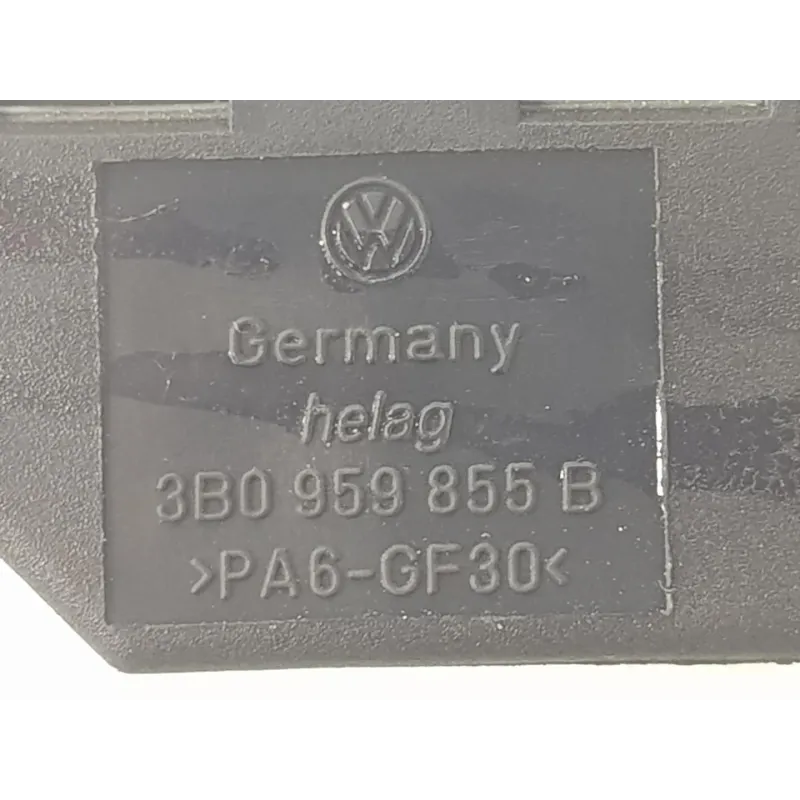 Germany
helag
3B0 959 855 B
>PA6-GF30<